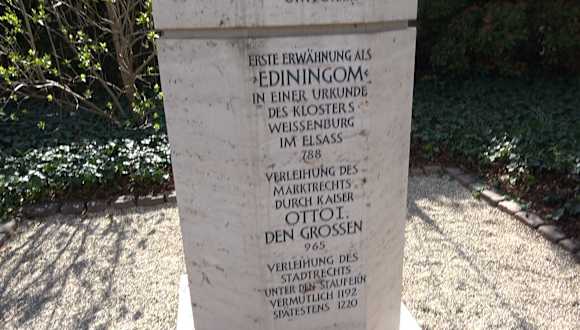 ERSTE ERWÄHNUNG ALS
›EDININGOM‹
IN EINER URKUNDE
DES KLOSTERS
WEISSENBURG
IM ELSASS
788
VERLEIHUNG DES
MARKTRECHTS
DURCH KAISER
OTTO I.
DEN GROSSEN
965
VERLEIHUNG DES
STADTRECHTS
UNTER DEN STAUFERN
VERMUTLICH 1192
SPÄTESTENS 1220